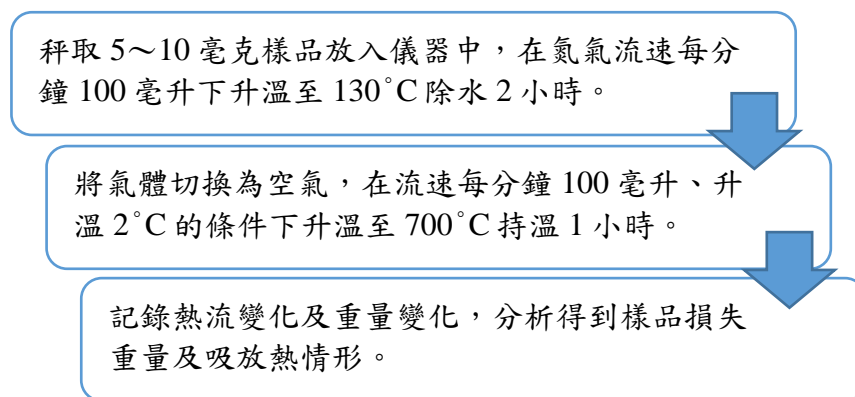 秤取 5～10 毫克樣品放入儀器中，在氮氣流速每分
鐘 100 毫升下升溫至 130°C 除水 2 小時。
將氣體切換為空氣，在流速每分鐘 100 毫升、升
溫 2°C 的條件下升溫至 700°C 持溫 1 小時。
記錄熱流變化及重量變化，分析得到樣品損失
重量及吸放熱情形。